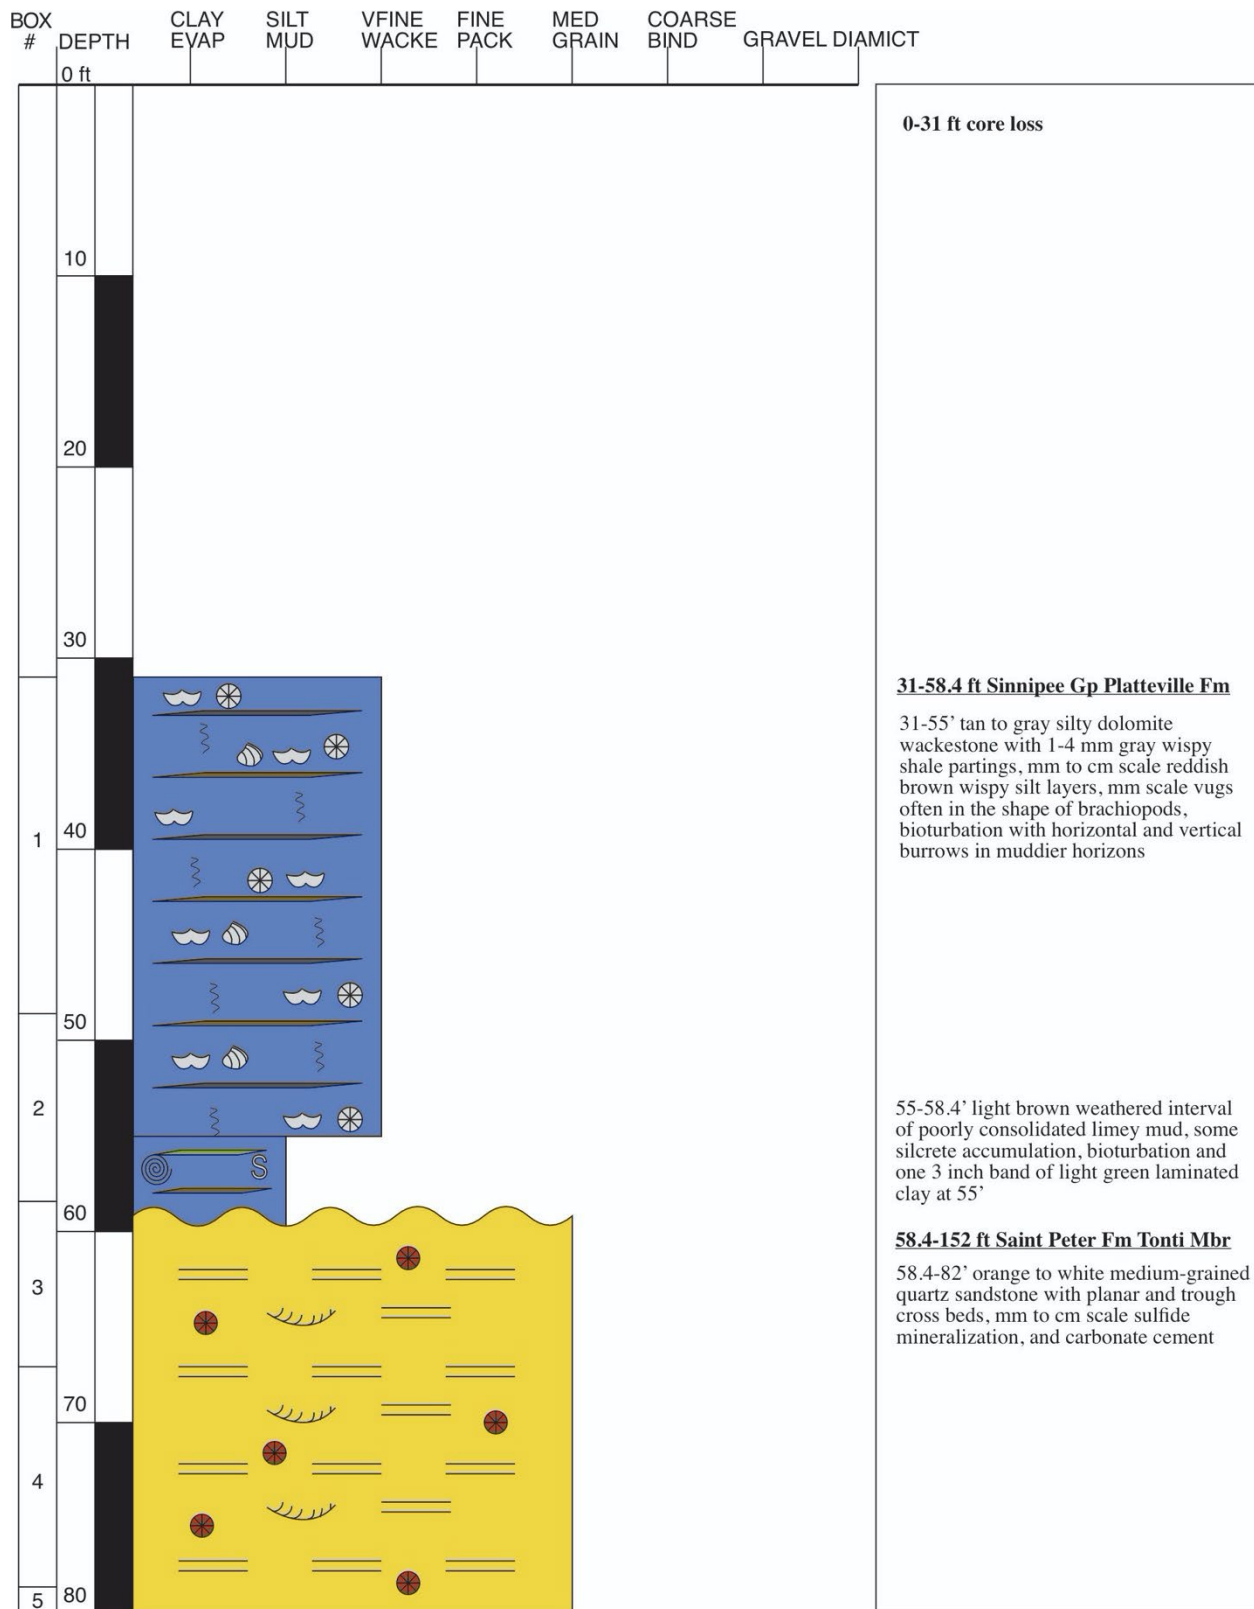 BOX #
DEPTH
CLAY EVAP
SILT MUD
VFINE WACKE
FINE PACK
MED GRAIN
COARSE BIND
GRAVEL
DIAMICT
0 ft
10
20
30
40
50
60
70
80
1
2
3
4
5
S
0-31 ft core loss
31-58.4 ft Sinnipee Gp Platteville Fm
31-55’ tan to gray silty dolomite
wackestone with 1-4 mm gray wispy
shale partings, mm to cm scale reddish
brown wispy silt layers, mm scale vugs
often in the shape of brachiopods,
bioturbation with horizontal and vertical
burrows in muddier horizons
55-58.4’ light brown weathered interval
of poorly consolidated limey mud, some
silcrete accumulation, bioturbation and
one 3 inch band of light green laminated
clay at 55’
58.4-152 ft Saint Peter Fm Tonti Mbr
58.4-82’ orange to white medium-grained
quartz sandstone with planar and trough
cross beds, mm to cm scale sulfide
mineralization, and carbonate cement